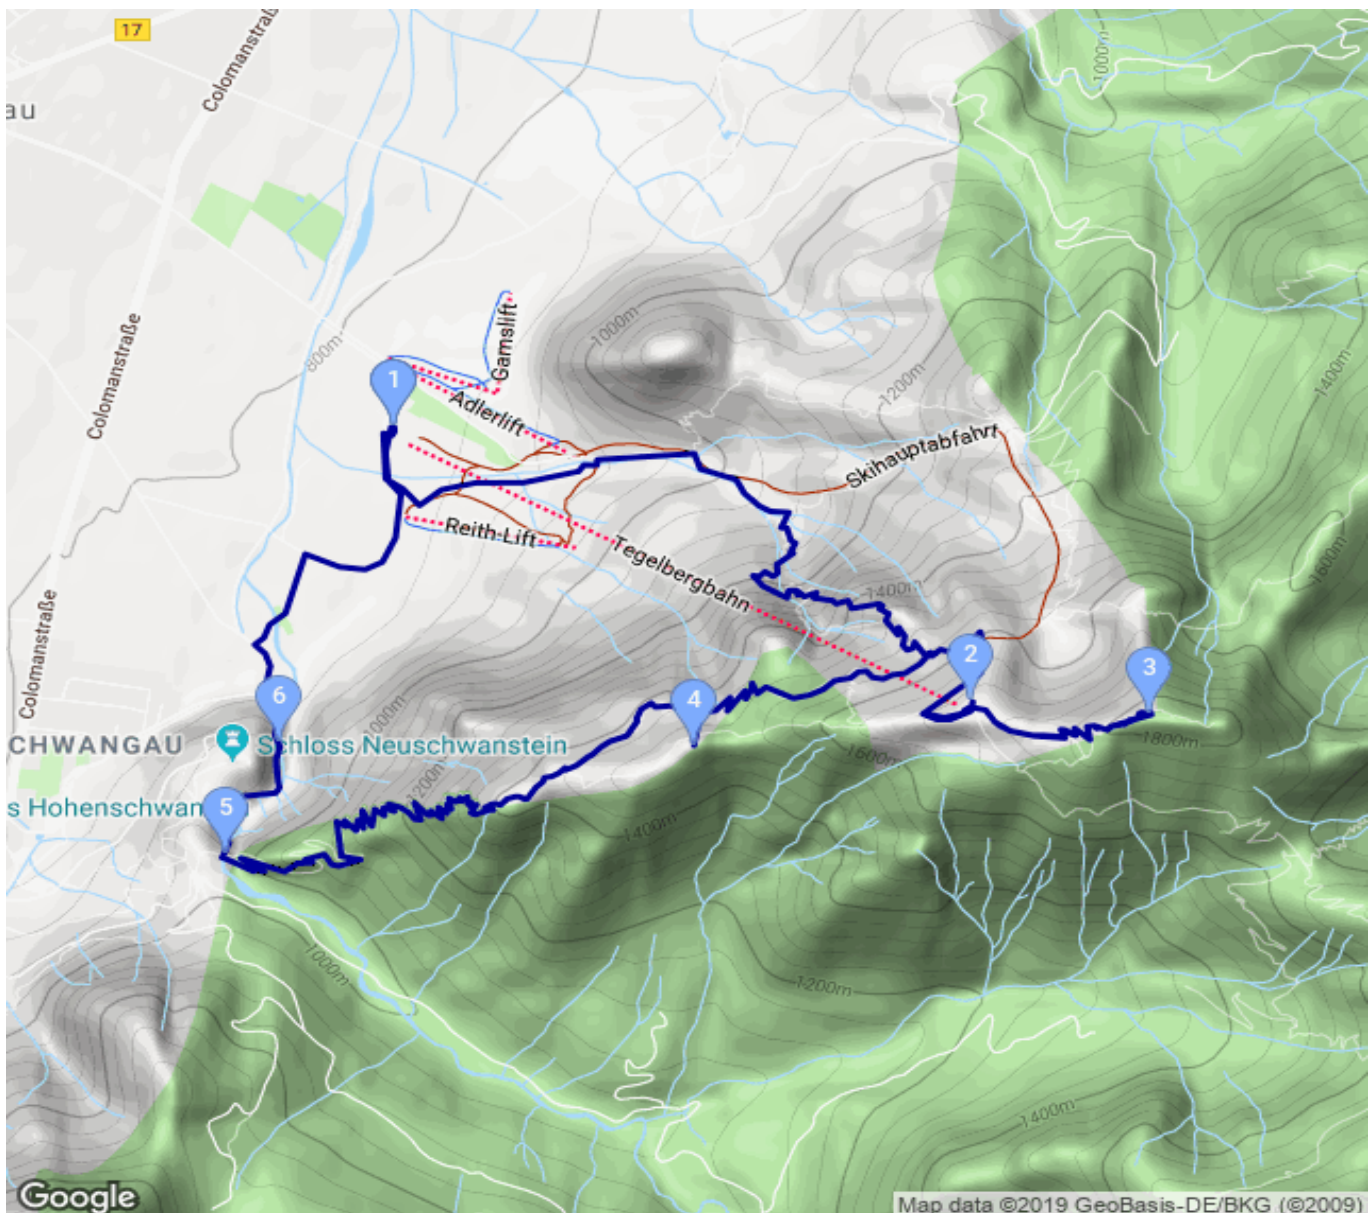 17
Colomanstraße
au
1000m
1000m
Gamslift
800m
1
Adlerlift
1200m
1400m
Colomanstraße
Skihauptabfahrt
Reith-Lift
Tegelbergbahn
1600m
1400m
Colomanstraße
2
3
6
4
1000m
CHWANGAU
Schloss Neuschwanstein
1600m
1800m
1200m
s Hohenschwan
5
1400m
1000m
1200m
1400m
Google
Map data ©2019 GeoBasis-DE/BKG (©2009)